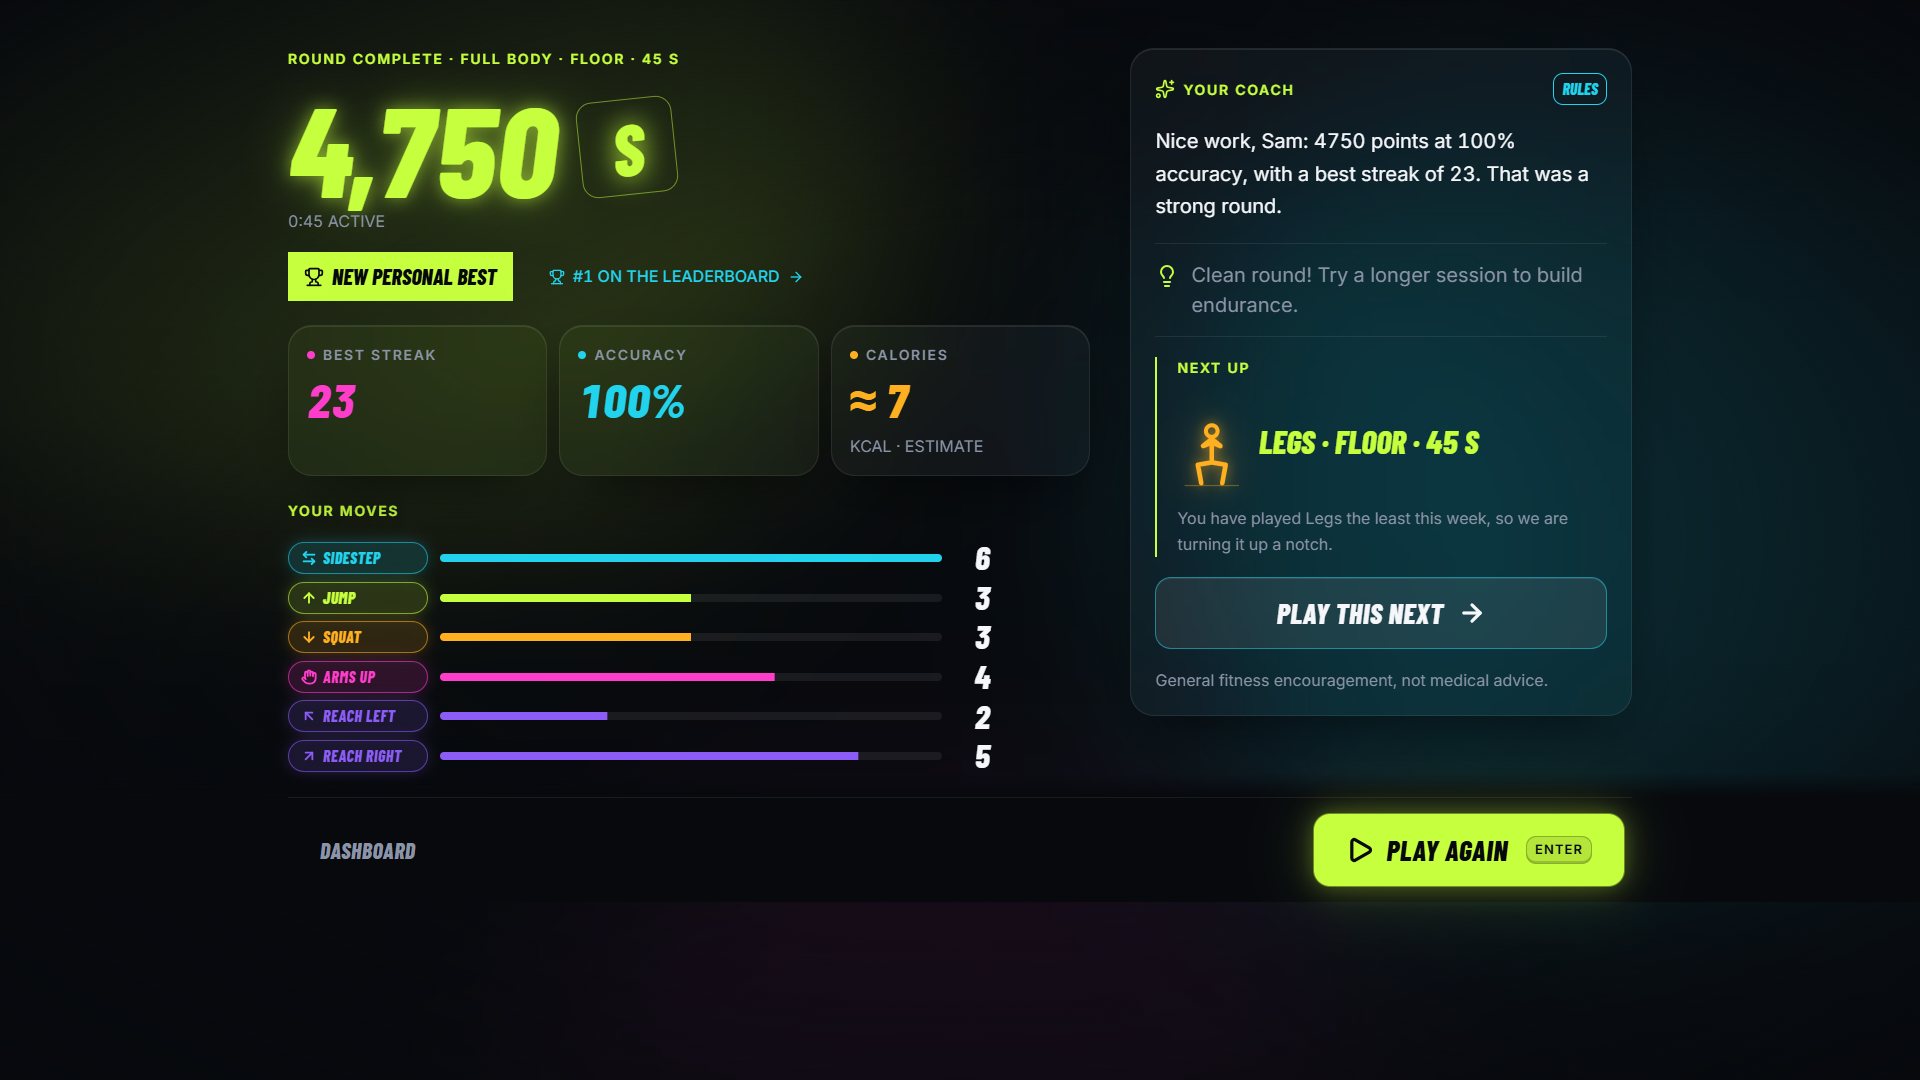 ROUND COMPLETE · FULL BODY · FLOOR · 45 S
4,750 S
0:45 ACTIVE
NEW PERSONAL BEST
#1 ON THE LEADERBOARD
BEST STREAK
23
ACCURACY
100%
CALORIES
≈ 7
KCAL · ESTIMATE
YOUR MOVES
SIDESTEP 6
JUMP 3
SQUAT 3
ARMS UP 4
REACH LEFT 2
REACH RIGHT 5
YOUR COACH
RULES
Nice work, Sam: 4750 points at 100%
accuracy, with a best streak of 23. That was a
strong round.
Clean round! Try a longer session to build
endurance.
NEXT UP
LEGS · FLOOR · 45 S
You have played Legs the least this week, so we are
turning it up a notch.
PLAY THIS NEXT
General fitness encouragement, not medical advice.
DASHBOARD
PLAY AGAIN ENTER